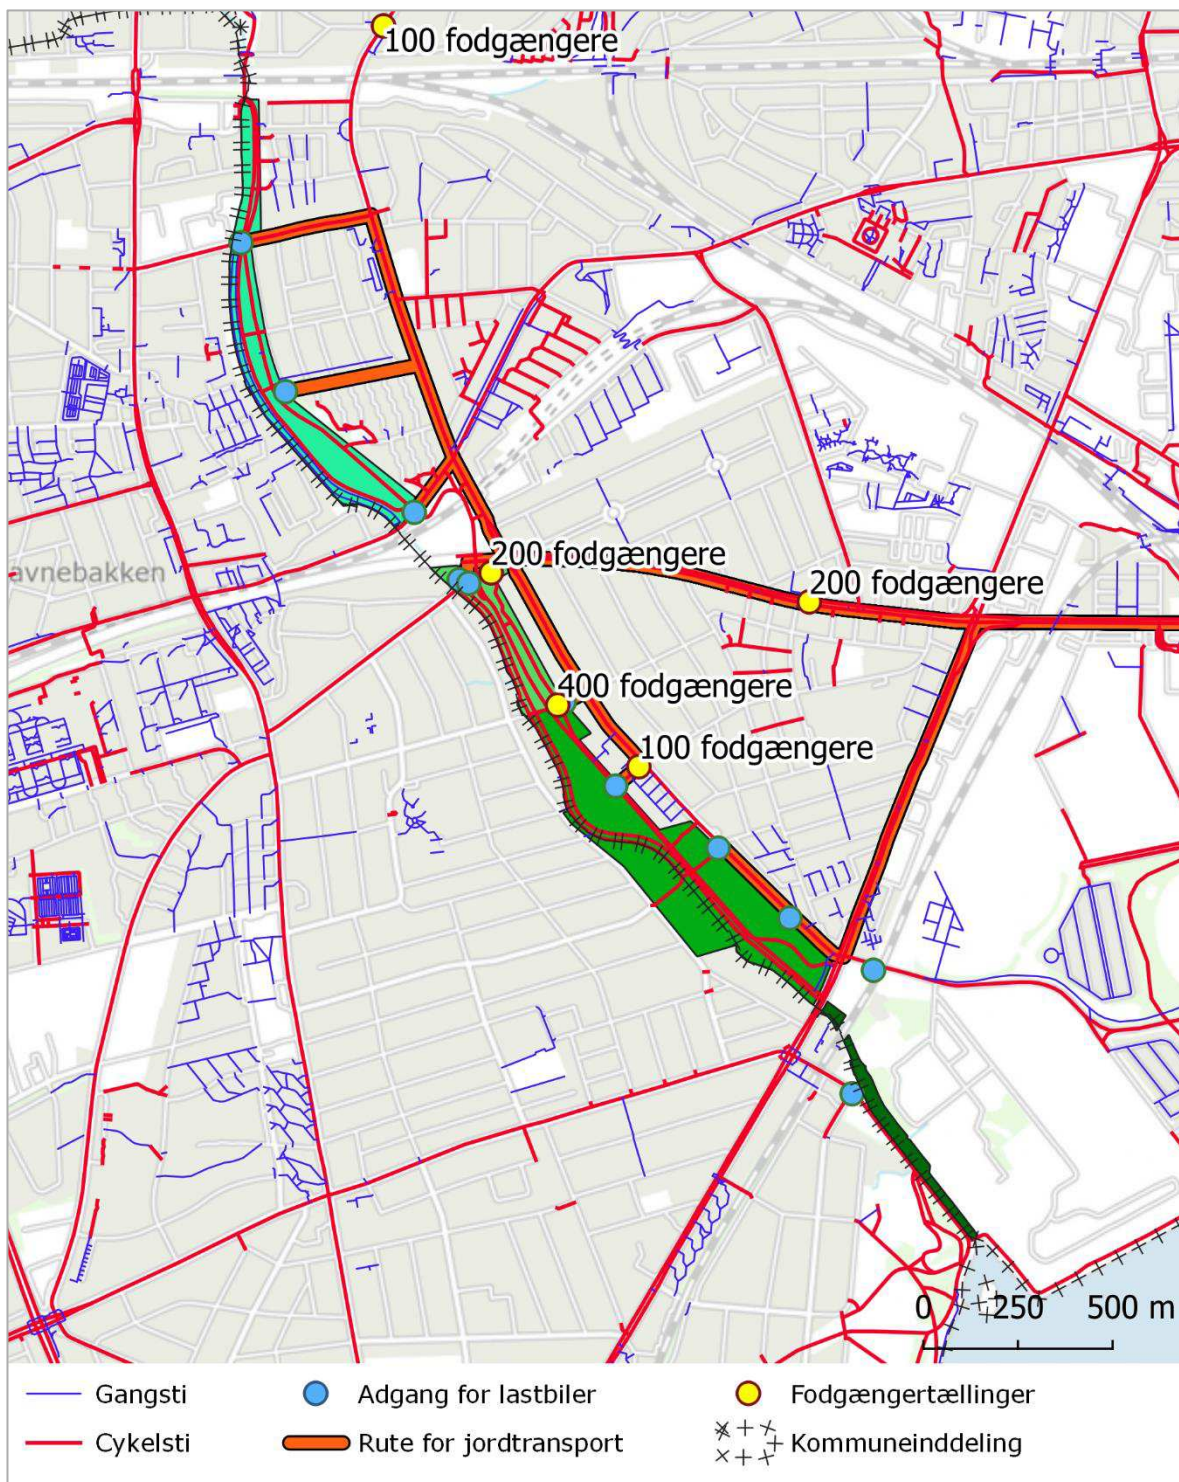 100 fodgængere
200 fodgængere
avnebakken
200 fodgængere
400 fodgængere
100 fodgængere
0 250 500 m
Gangsti
Adgang for lastbiler
Fodgængertællinger
Cykelsti
Rute for jordtransport
Kommuneinddeling